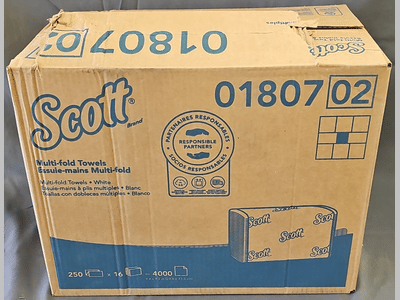 01807 02
Multiples
Scott
Scott®
Brand
01807 02
PARTENAIRES RESPONSABLES
RESPONSIBLE
PARTNERS
SOCIOS RESPONSABLES
Multi-fold Towels
Essuie-mains Multi-fold
Multi-fold Towels • White
Essuie-mains à plis multiples • Blanc
Toallas con dobleces múltiples • Blanco
Scott
Scott
Scott
Scott
250 × 16 = 4000